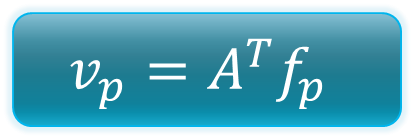 v_p = A^T f_p